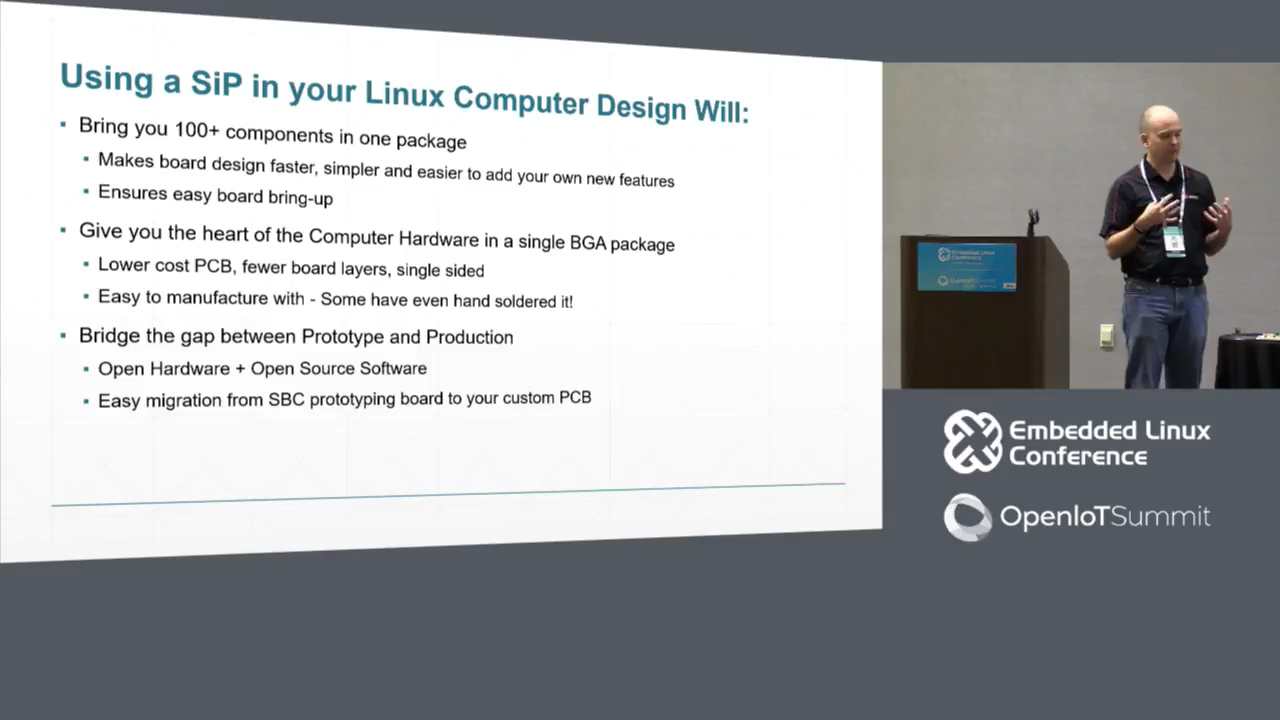 Using a SiP in your Linux Computer Design Will:
▪ Bring you 100+ components in one package
▪ Makes board design faster, simpler and easier to add your own new features
▪ Ensures easy board bring-up
▪ Give you the heart of the Computer Hardware in a single BGA package
▪ Lower cost PCB, fewer board layers, single sided
▪ Easy to manufacture with - Some have even hand soldered it!
▪ Bridge the gap between Prototype and Production
▪ Open Hardware + Open Source Software
▪ Easy migration from SBC prototyping board to your custom PCB
Embedded Linux
Conference
OpenIoTSummit
Embedded Linux
Conference
OpenIoTSummit